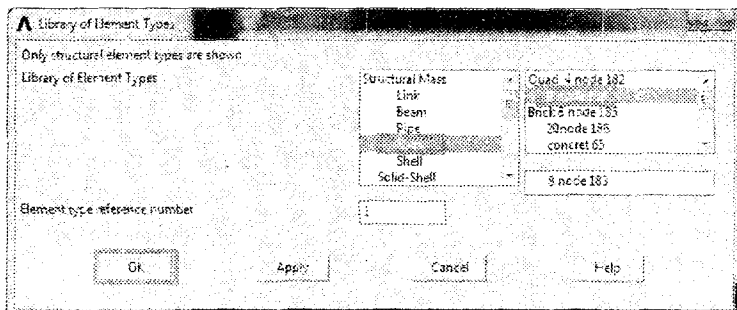 Library of Element Types
Only structural element types are shown
Library of Element Types
Structural Mass
Link
Beam
Pipe
Shell
Solid-Shell
Quad 4 node 182
Brick 8 node 185
20node 186
concret 65
8 node 183
Element type reference number
1
OK
Apply
Cancel
Help